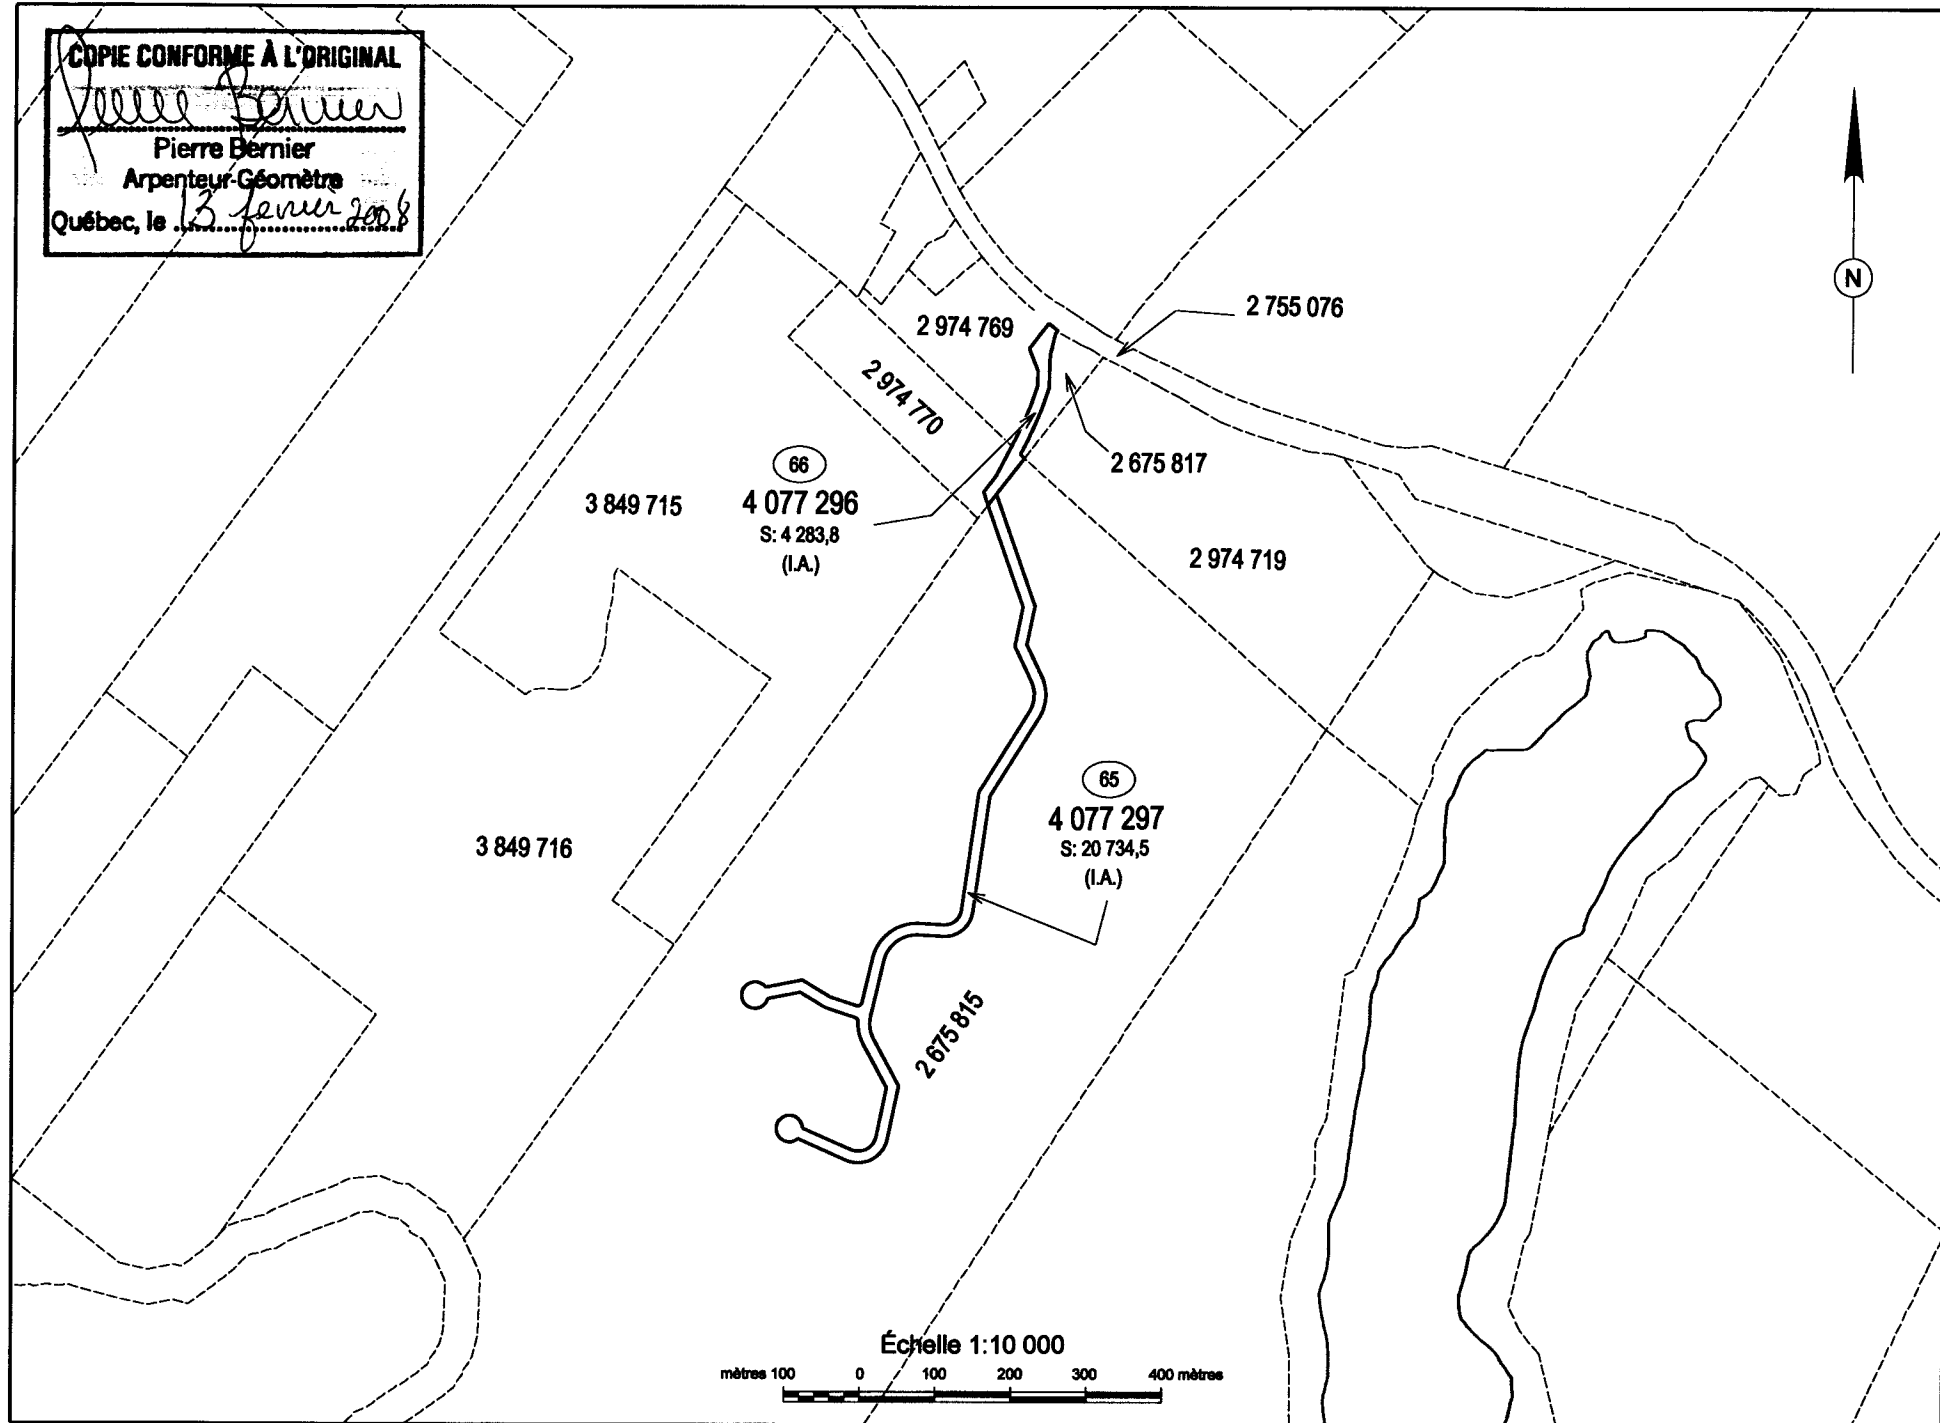 COPIE CONFORME À L'ORIGINAL
Pierre Bernier
Pierre Bernier
Arpenteur-Géomètre
Québec, le 13 fevrier 2008
N
2 755 076
2 974 769
2 974 770
2 675 817
66
4 077 296
S: 4 283,8
(I.A.)
3 849 715
2 974 719
65
4 077 297
S: 20 734,5
(I.A.)
3 849 716
2 675 815
Échelle 1:10 000
mètres 100 0 100 200 300 400 mètres